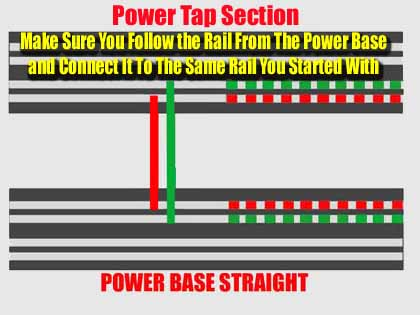 Power Tap Section
Make Sure You Follow the Rail From The Power Base
and Connect It To The Same Rail You Started With
POWER BASE STRAIGHT